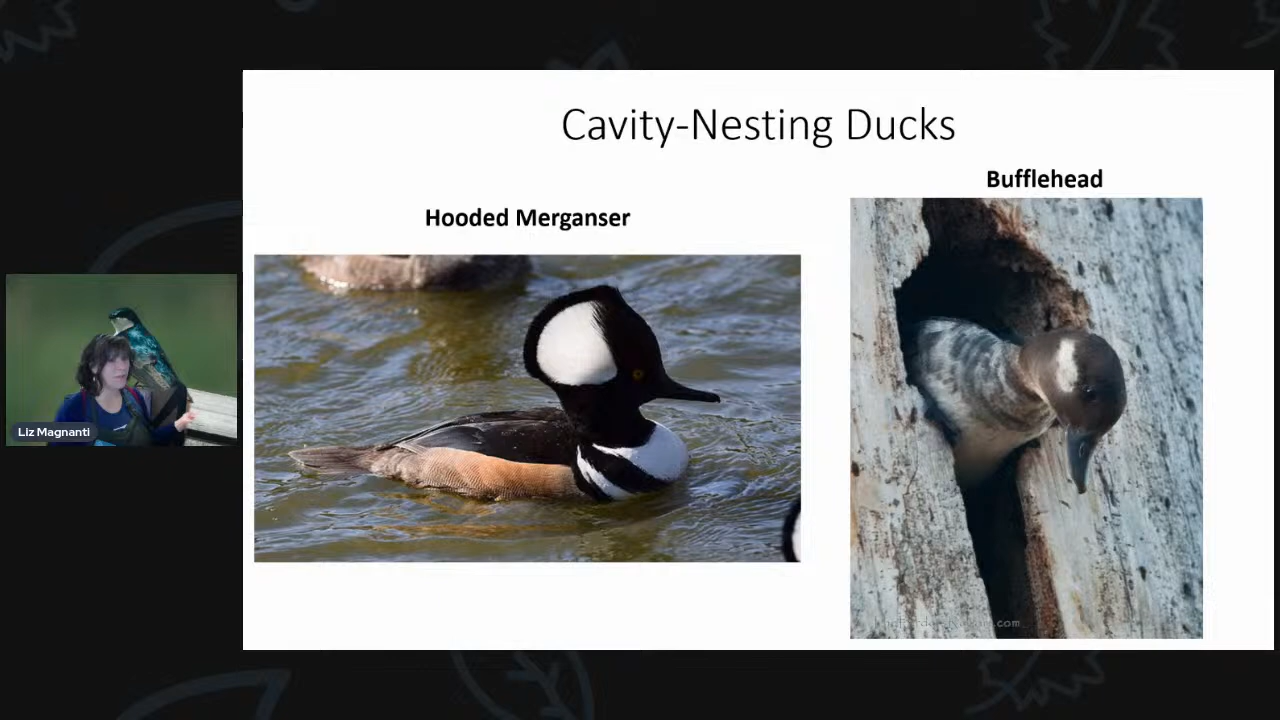 Cavity-Nesting Ducks
Bufflehead
Hooded Merganser
Liz Magnanti